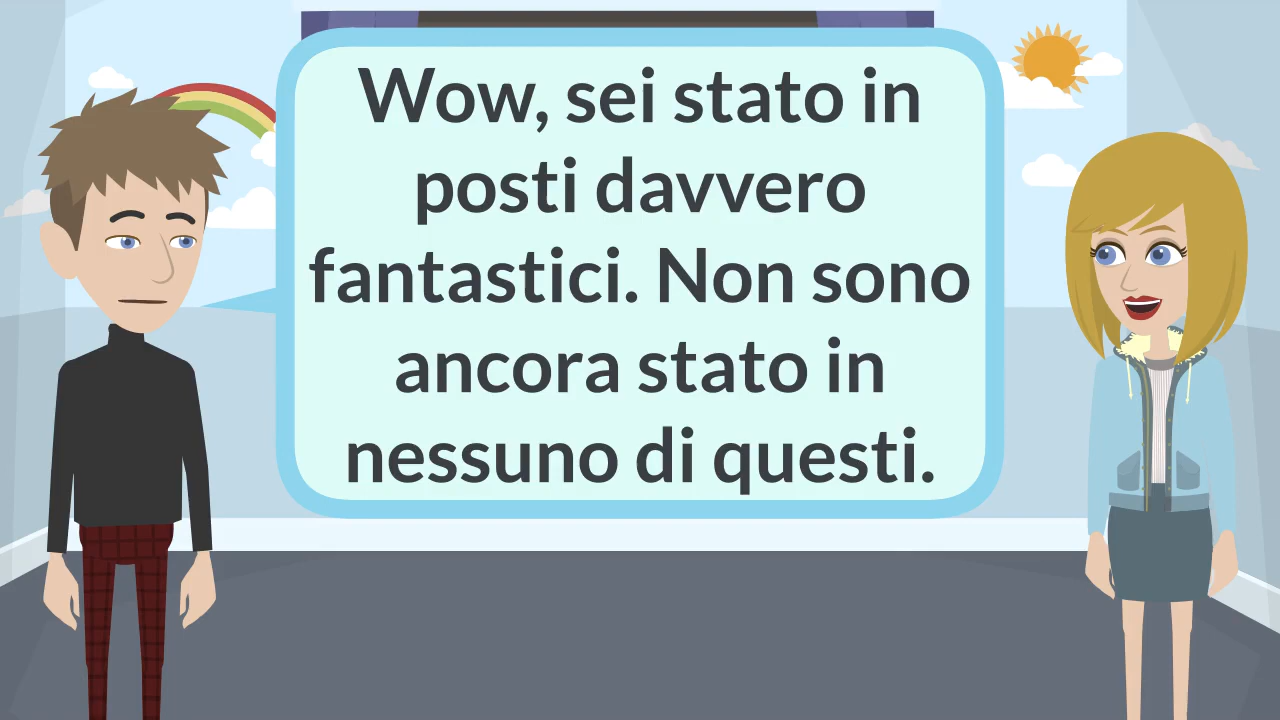 Wow, sei stato in
posti davvero
fantastici. Non sono
ancora stato in
nessuno di questi.